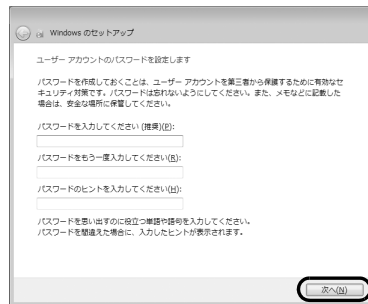 Windows のセットアップ
ユーザー アカウントのパスワードを設定します
パスワードを作成しておくことは、ユーザー アカウントを第三者から保護するために有効なセ
キュリティ対策です。パスワードは忘れないようにしてください。また、メモなどに記載した
場合は、安全な場所に保管してください。
パスワードを入力してください (推奨)(P):
パスワードをもう一度入力してください(R):
パスワードのヒントを入力してください(H):
パスワードを思い出すのに役立つ単語や語句を入力してください。
パスワードを間違えた場合に、入力したヒントが表示されます。
次へ(N)